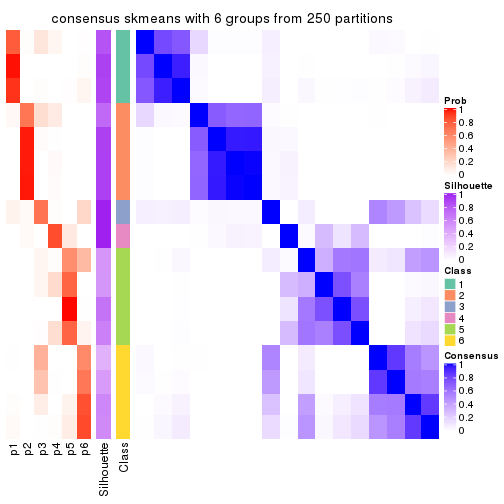 consensus skmeans with 6 groups from 250 partitions
Prob
1
0.8
0.6
0.4
0.2
0
Silhouette
1
0.8
0.6
0.4
0.2
0
Class
1
2
3
4
5
6
Consensus
1
0.8
0.6
0.4
0.2
0
p1
p2
p3
p4
p5
p6
Silhouette
Class